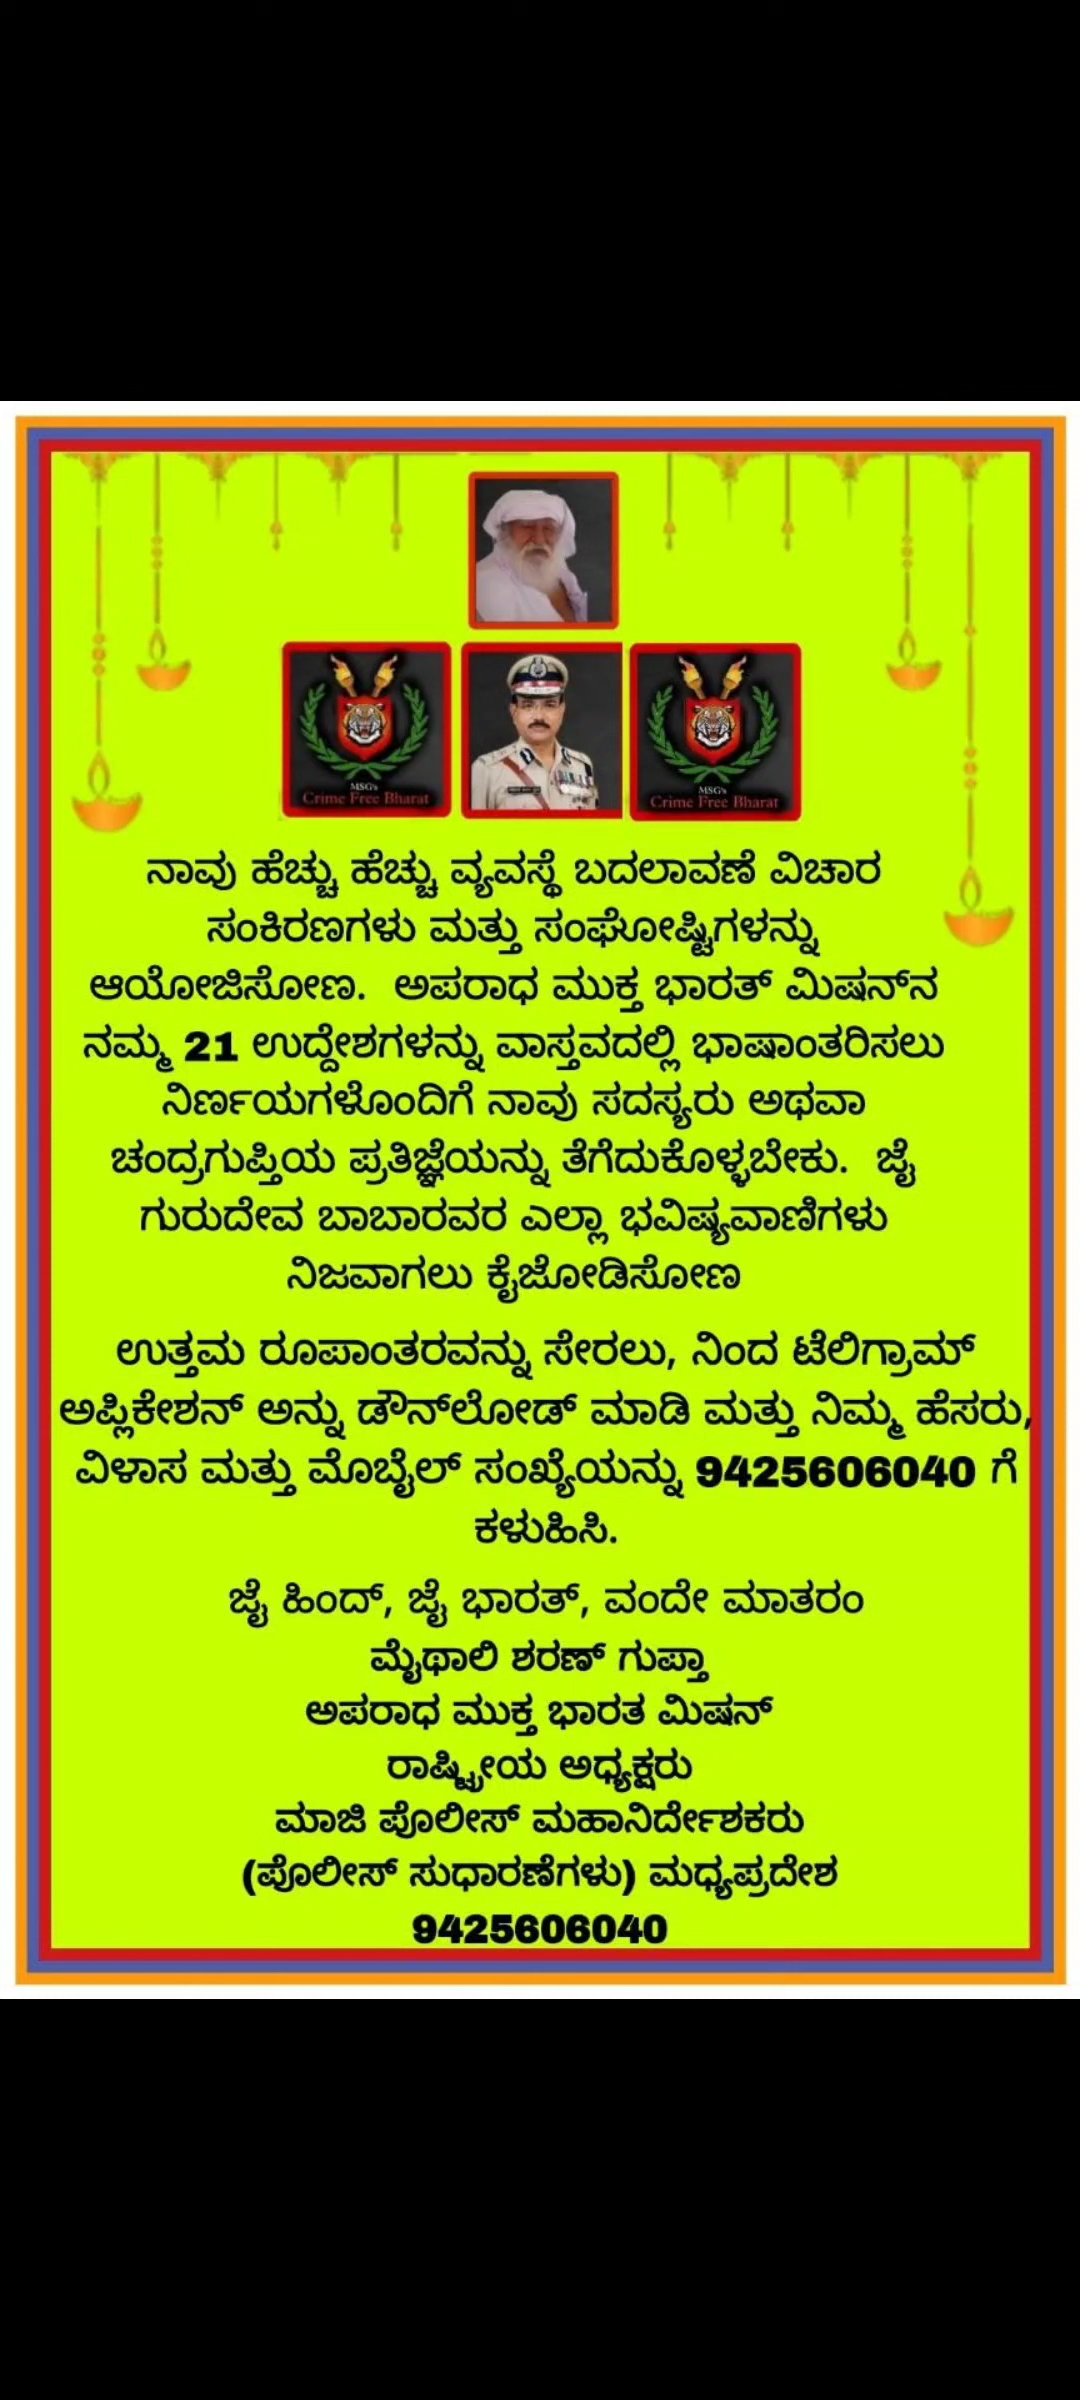 MSG's
Crime Free Bharat
MSG's
Crime Free Bharat
ನಾವು ಹೆಚ್ಚು ಹೆಚ್ಚು ವ್ಯವಸ್ಥೆ ಬದಲಾವಣೆ ವಿಚಾರ
ಸಂಕಿರಣಗಳು ಮತ್ತು ಸಂಘೋಷ್ಟಿಗಳನ್ನು
ಆಯೋಜಿಸೋಣ. ಅಪರಾಧ ಮುಕ್ತ ಭಾರತ್ ಮಿಷನ್‌ನ
ನಮ್ಮ 21 ಉದ್ದೇಶಗಳನ್ನು ವಾಸ್ತವದಲ್ಲಿ ಭಾಷಾಂತರಿಸಲು
ನಿರ್ಣಯಗಳೊಂದಿಗೆ ನಾವು ಸದಸ್ಯರು ಅಥವಾ
ಚಂದ್ರಗುಪ್ತಿಯ ಪ್ರತಿಜ್ಞೆಯನ್ನು ತೆಗೆದುಕೊಳ್ಳಬೇಕು. ಜೈ
ಗುರುದೇವ ಬಾಬಾರವರ ಎಲ್ಲಾ ಭವಿಷ್ಯವಾಣಿಗಳು
ನಿಜವಾಗಲು ಕೈಜೋಡಿಸೋಣ
ಉತ್ತಮ ರೂಪಾಂತರವನ್ನು ಸೇರಲು, ನಿಂದ ಟೆಲಿಗ್ರಾಮ್
ಅಪ್ಲಿಕೇಶನ್ ಅನ್ನು ಡೌನ್‌ಲೋಡ್ ಮಾಡಿ ಮತ್ತು ನಿಮ್ಮ ಹೆಸರು,
ವಿಳಾಸ ಮತ್ತು ಮೊಬೈಲ್ ಸಂಖ್ಯೆಯನ್ನು 9425606040 ಗೆ
ಕಳುಹಿಸಿ.
ಜೈ ಹಿಂದ್, ಜೈ ಭಾರತ್, ವಂದೇ ಮಾತರಂ
ಮೈಥಾಲಿ ಶರಣ್ ಗುಪ್ತಾ
ಅಪರಾಧ ಮುಕ್ತ ಭಾರತ ಮಿಷನ್
ರಾಷ್ಟ್ರೀಯ ಅಧ್ಯಕ್ಷರು
ಮಾಜಿ ಪೊಲೀಸ್ ಮಹಾನಿರ್ದೇಶಕರು
(ಪೊಲೀಸ್ ಸುಧಾರಣೆಗಳು) ಮಧ್ಯಪ್ರದೇಶ
9425606040